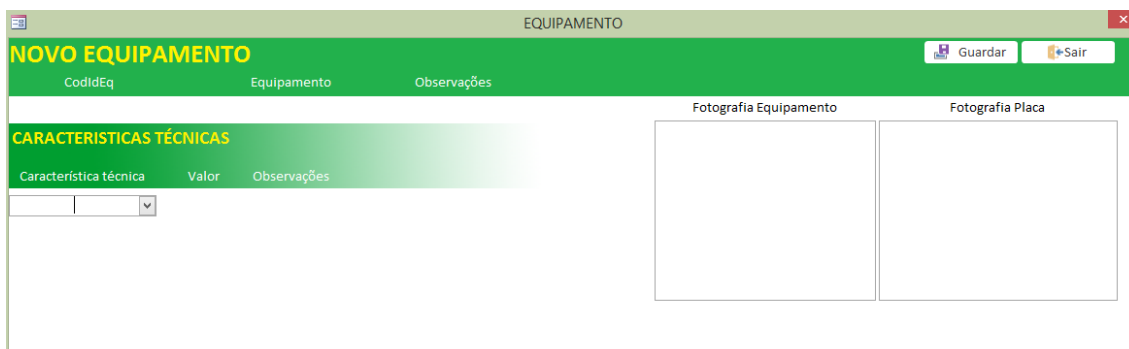 EQUIPAMENTO
NOVO EQUIPAMENTO
Guardar
Sair
CodIdEq Equipamento Observações
Fotografia Equipamento Fotografia Placa
CARACTERISTICAS TÉCNICAS
Característica técnica Valor Observações